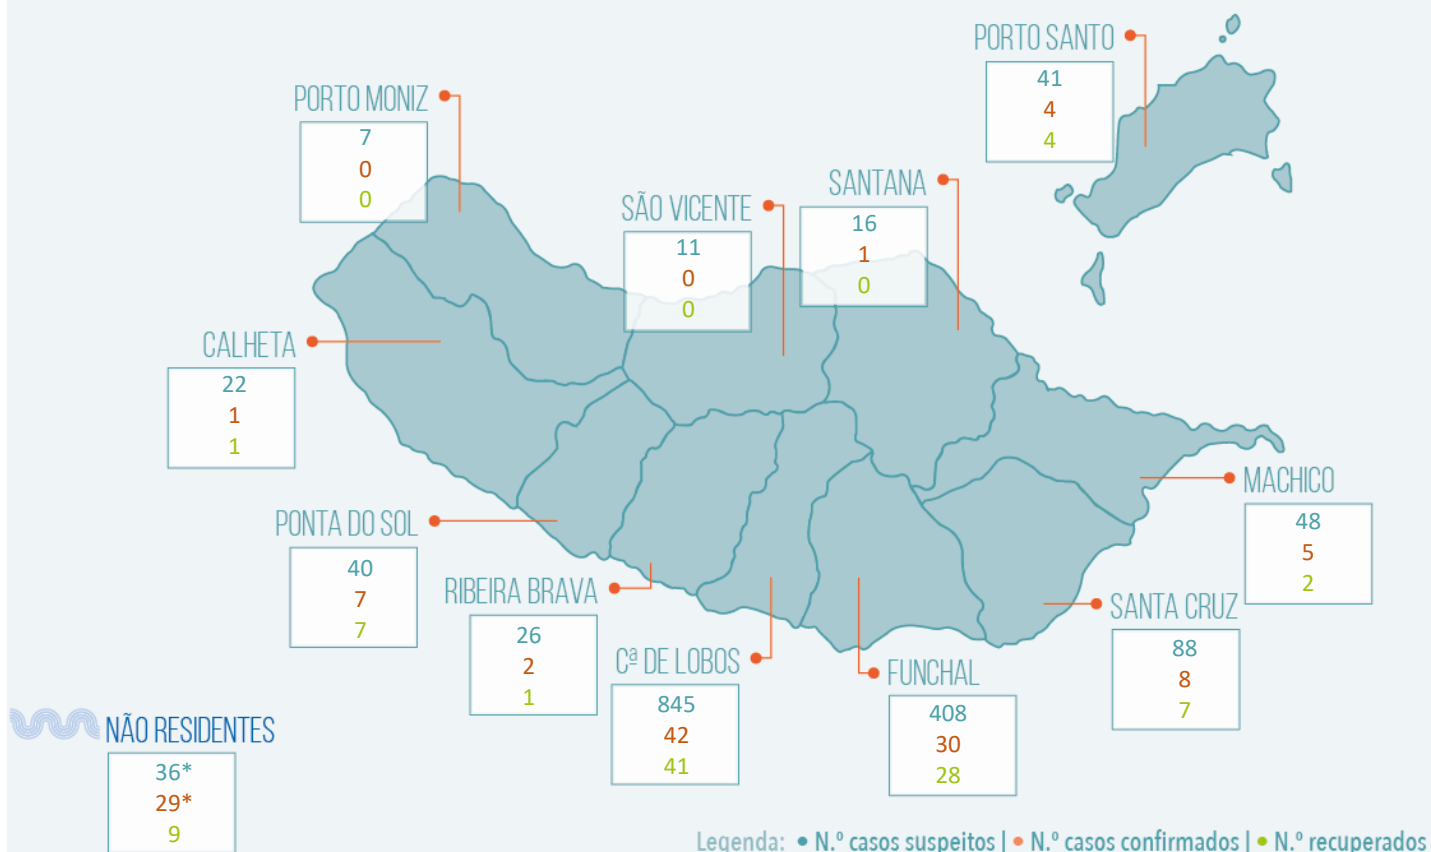 PORTO SANTO
41
4
4
PORTO MONIZ
7
0
0
SANTANA
16
1
0
SÃO VICENTE
11
0
0
CALHETA
22
1
1
MACHICO
48
5
2
PONTA DO SOL
40
7
7
RIBEIRA BRAVA
26
2
1
SANTA CRUZ
88
8
7
Cª DE LOBOS
845
42
41
FUNCHAL
408
30
28
NÃO RESIDENTES
36*
29*
9
Legenda: • N.º casos suspeitos | • N.º casos confirmados | • N.º recuperados